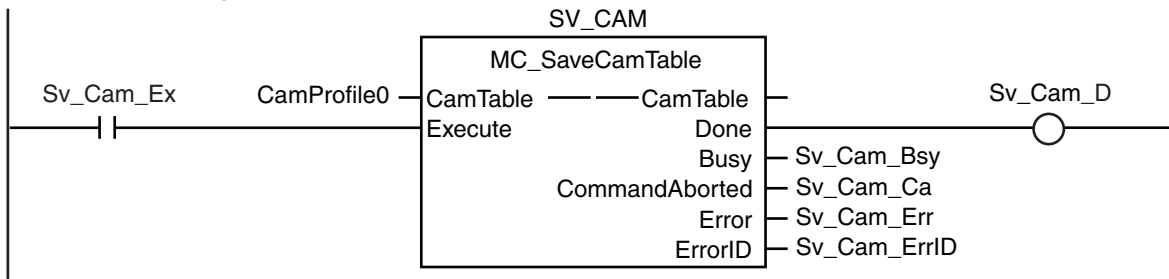 SV_CAM
MC_SaveCamTable
Sv_Cam_Ex CamProfile0 CamTable CamTable Sv_Cam_D
Execute Done
Busy Sv_Cam_Bsy
CommandAborted Sv_Cam_Ca
Error Sv_Cam_Err
ErrorID Sv_Cam_ErrID